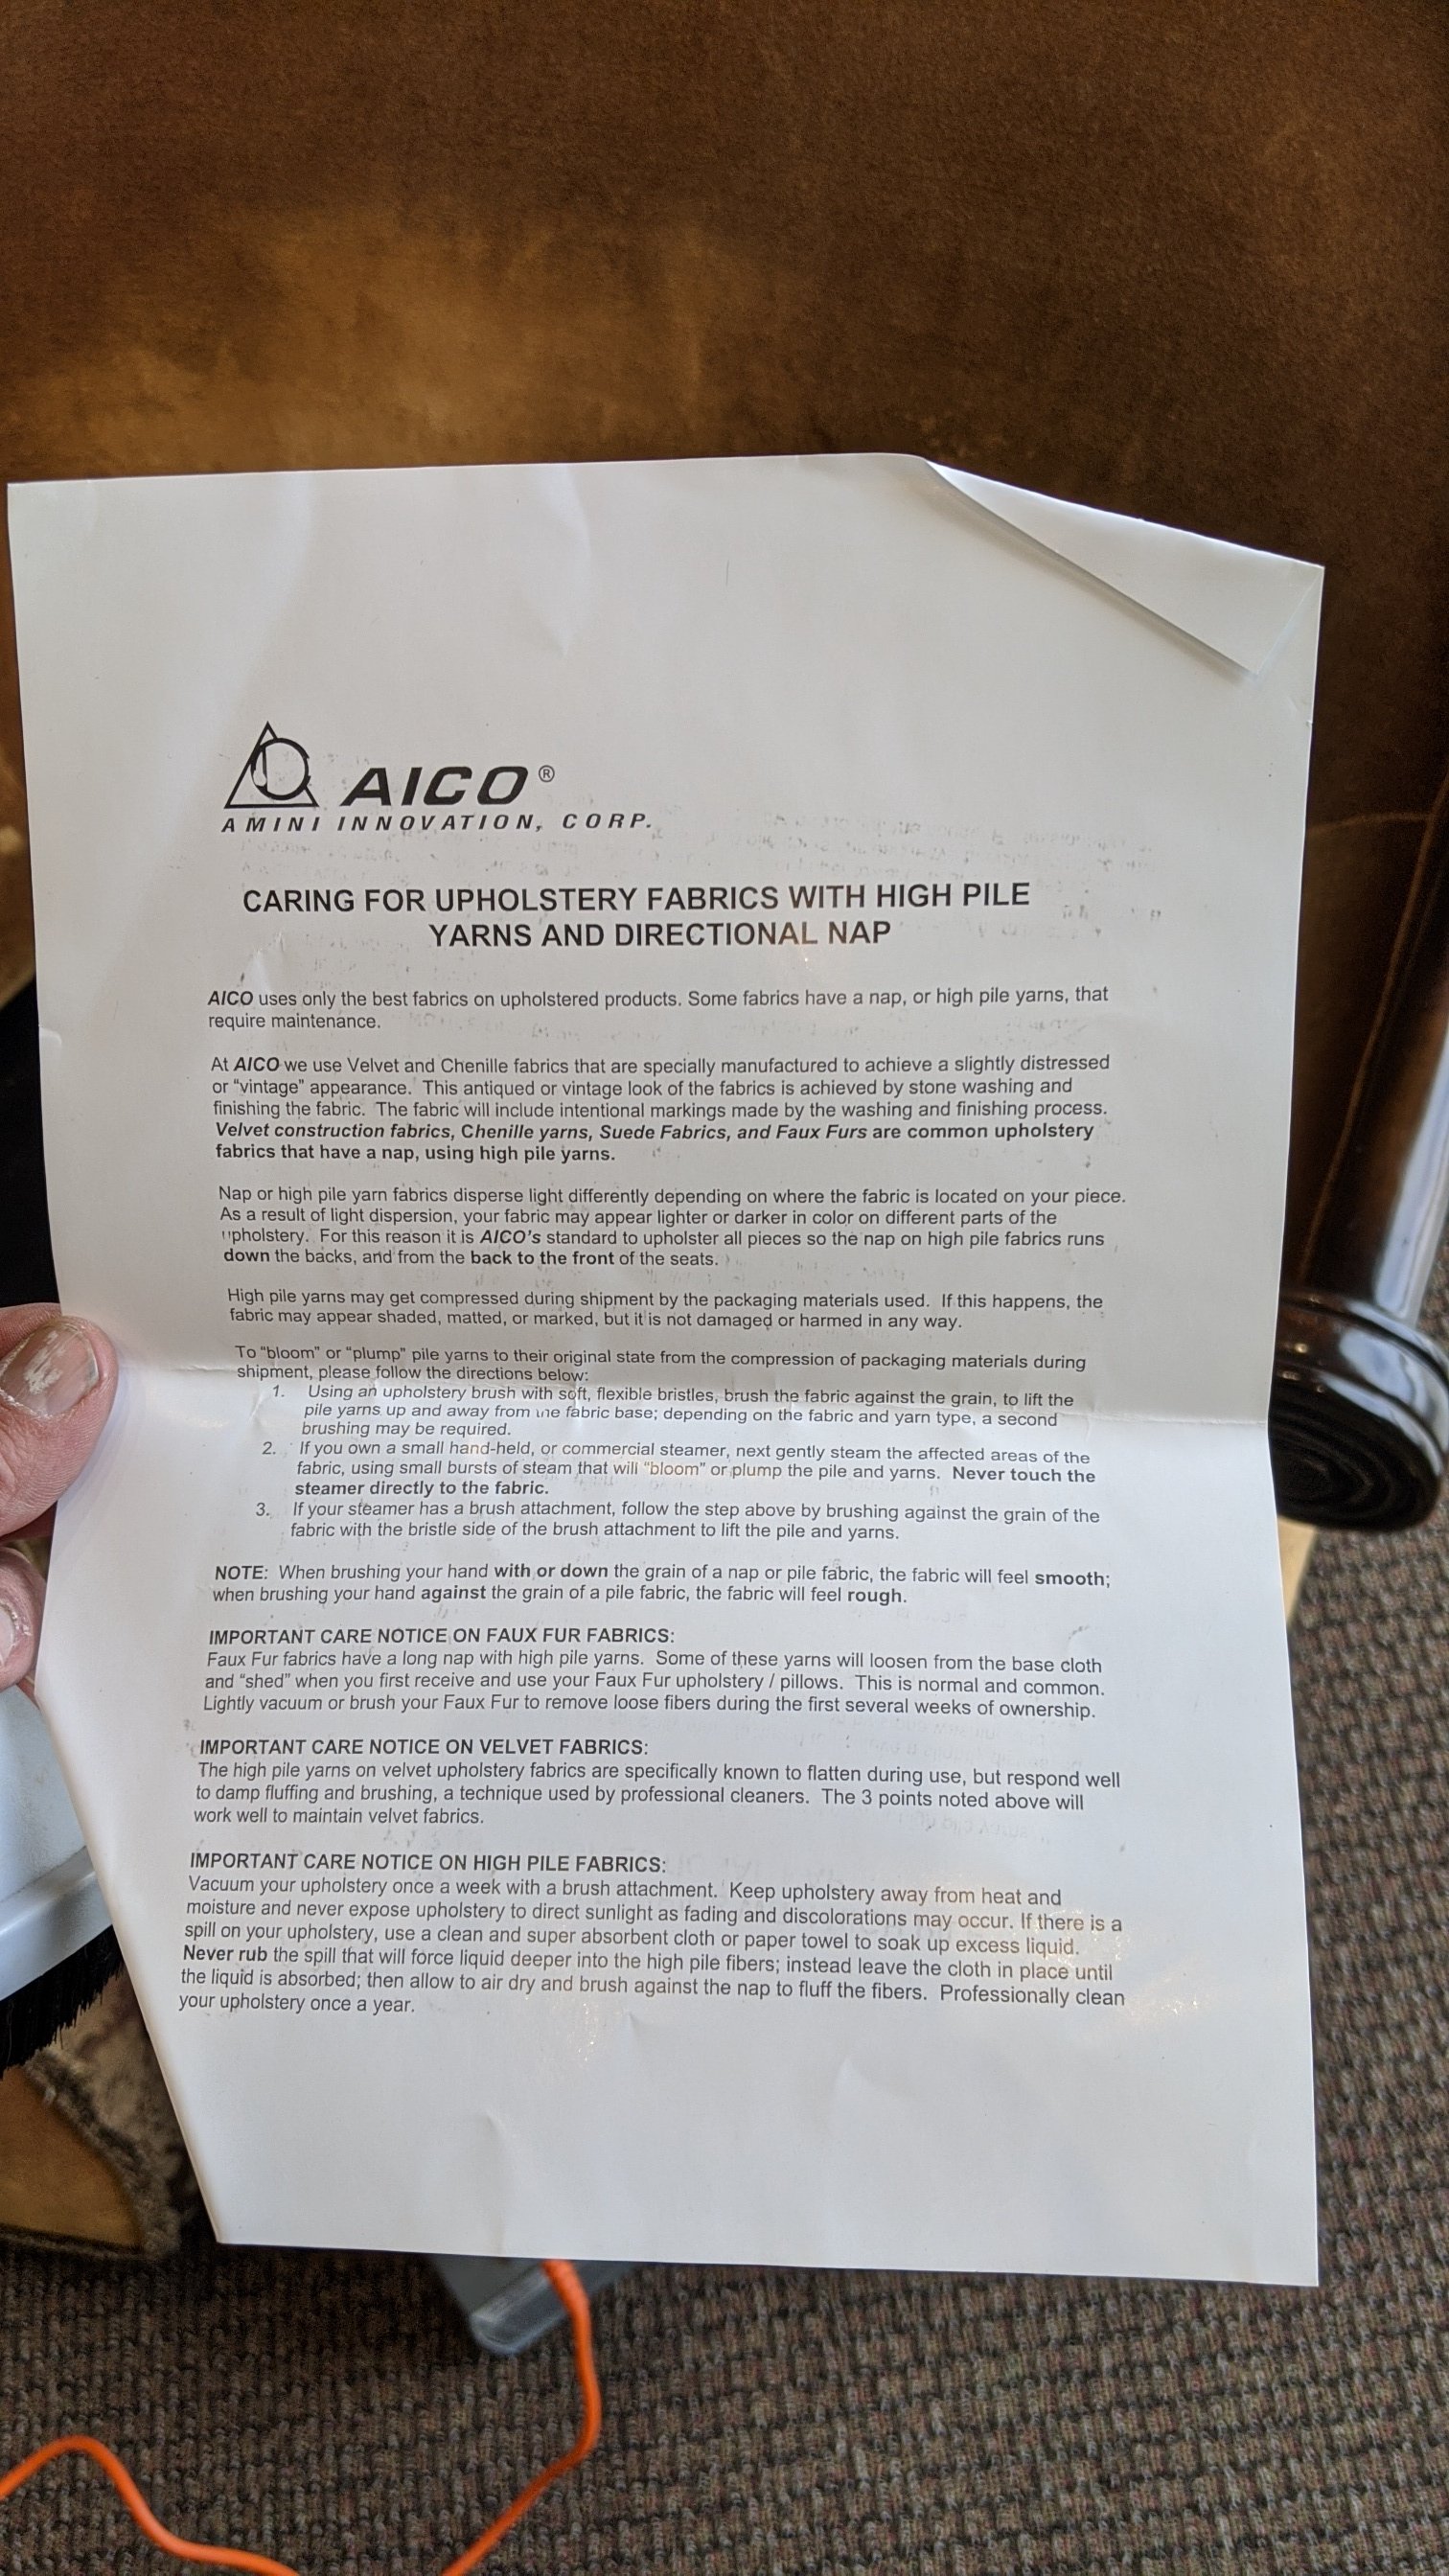 AICO®
AMINI INNOVATION, CORP.
CARING FOR UPHOLSTERY FABRICS WITH HIGH PILE
YARNS AND DIRECTIONAL NAP
AICO uses only the best fabrics on upholstered products. Some fabrics have a nap, or high pile yarns, that
require maintenance.
At AICO we use Velvet and Chenille fabrics that are specially manufactured to achieve a slightly distressed
or “vintage” appearance. This antiqued or vintage look of the fabrics is achieved by stone washing and
finishing the fabric. The fabric will include intentional markings made by the washing and finishing process.
Velvet construction fabrics, Chenille yarns, Suede Fabrics, and Faux Furs are common upholstery
fabrics that have a nap, using high pile yarns.
Nap or high pile yarn fabrics disperse light differently depending on where the fabric is located on your piece.
As a result of light dispersion, your fabric may appear lighter or darker in color on different parts of the
upholstery. For this reason it is AICO's standard to upholster all pieces so the nap on high pile fabrics runs
down the backs, and from the back to the front of the seats.
High pile yarns may get compressed during shipment by the packaging materials used. If this happens, the
fabric may appear shaded, matted, or marked, but it is not damaged or harmed in any way.
To “bloom” or “plump” pile yarns to their original state from the compression of packaging materials during
shipment, please follow the directions below:
1. Using an upholstery brush with soft, flexible bristles, brush the fabric against the grain, to lift the
pile yarns up and away from the fabric base; depending on the fabric and yarn type, a second
brushing may be required.
2. If you own a small hand-held, or commercial steamer, next gently steam the affected areas of the
fabric, using small bursts of steam that will “bloom” or plump the pile and yarns. Never touch the
steamer directly to the fabric.
3. If your steamer has a brush attachment, follow the step above by brushing against the grain of the
fabric with the bristle side of the brush attachment to lift the pile and yarns.
NOTE: When brushing your hand with or down the grain of a nap or pile fabric, the fabric will feel smooth;
when brushing your hand against the grain of a pile fabric, the fabric will feel rough.
IMPORTANT CARE NOTICE ON FAUX FUR FABRICS:
Faux Fur fabrics have a long nap with high pile yarns. Some of these yarns will loosen from the base cloth
and “shed” when you first receive and use your Faux Fur upholstery / pillows. This is normal and common.
Lightly vacuum or brush your Faux Fur to remove loose fibers during the first several weeks of ownership.
IMPORTANT CARE NOTICE ON VELVET FABRICS:
The high pile yarns on velvet upholstery fabrics are specifically known to flatten during use, but respond well
to damp fluffing and brushing, a technique used by professional cleaners. The 3 points noted above will
work well to maintain velvet fabrics.
IMPORTANT CARE NOTICE ON HIGH PILE FABRICS:
Vacuum your upholstery once a week with a brush attachment. Keep upholstery away from heat and
moisture and never expose upholstery to direct sunlight as fading and discolorations may occur. If there is a
spill on your upholstery, use a clean and super absorbent cloth or paper towel to soak up excess liquid.
Never rub the spill that will force liquid deeper into the high pile fibers; instead leave the cloth in place until
the liquid is absorbed; then allow to air dry and brush against the nap to fluff the fibers. Professionally clean
your upholstery once a year.